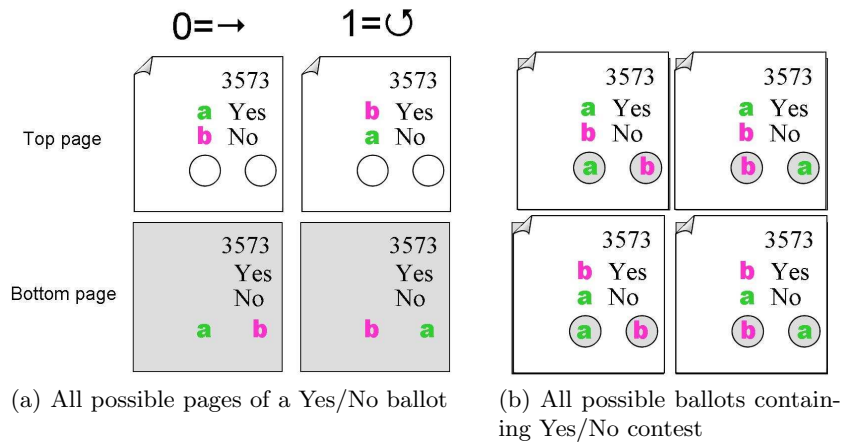 0=→ 1=↺
3573
a Yes
b No
3573
b Yes
a No
Top page
3573
Yes
No
a b
3573
Yes
No
b a
Bottom page
(a) All possible pages of a Yes/No ballot
3573
a Yes
b No
a b
3573
a Yes
b No
b a
3573
b Yes
a No
a b
3573
b Yes
a No
b a
(b) All possible ballots contain-
ing Yes/No contest